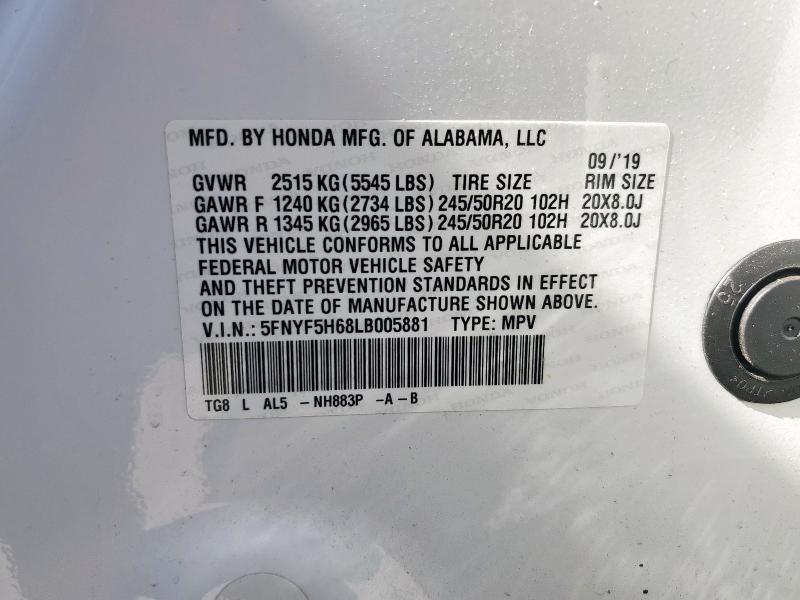 MFD. BY HONDA MFG. OF ALABAMA, LLC
09/'19
GVWR 2515 KG (5545 LBS) TIRE SIZE RIM SIZE
GAWR F 1240 KG (2734 LBS) 245/50R20 102H 20X8.0J
GAWR R 1345 KG (2965 LBS) 245/50R20 102H 20X8.0J
THIS VEHICLE CONFORMS TO ALL APPLICABLE
FEDERAL MOTOR VEHICLE SAFETY
AND THEFT PREVENTION STANDARDS IN EFFECT
ON THE DATE OF MANUFACTURE SHOWN ABOVE.
V.I.N.: 5FNYF5H68LB005881 TYPE: MPV
TG8 L AL5 -NH883P -A-B
25